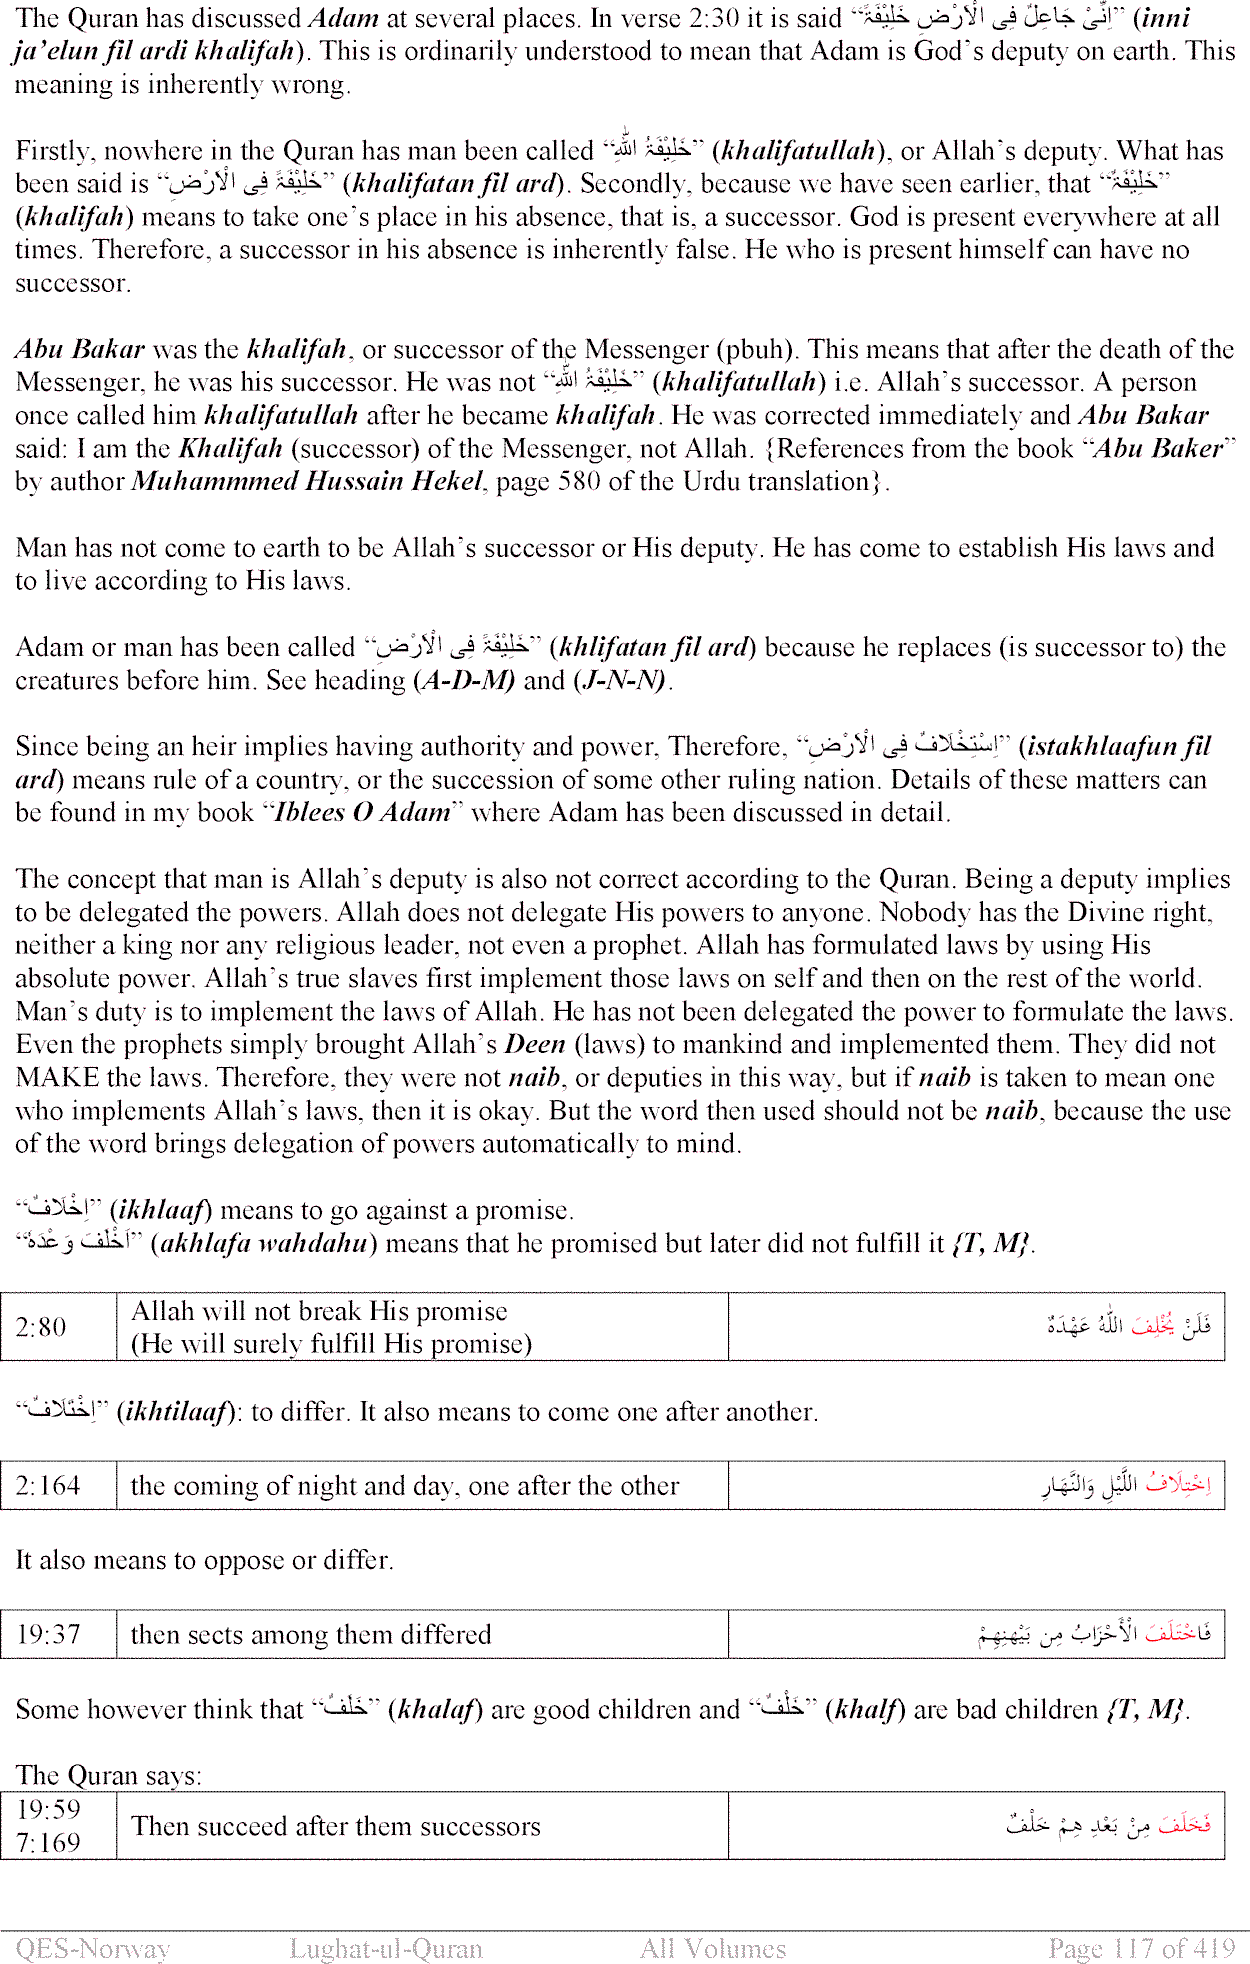 The Quran has discussed Adam at several places. In verse 2:30 it is said “اِنِّیْ جَاعِلٌ فِی الْاَرْضِ خَلِیْفَۃً” (inni
ja’elun fil ardi khalifah). This is ordinarily understood to mean that Adam is God’s deputy on earth. This
meaning is inherently wrong.
Firstly, nowhere in the Quran has man been called “خَلِیْفَۃُ اللّٰہِ” (khalifatullah), or Allah’s deputy. What has
been said is “خَلِیْفَۃً فِی الْاَرْضِ” (khalifatan fil ard). Secondly, because we have seen earlier, that “خَلِیْفَۃٌ”
(khalifah) means to take one’s place in his absence, that is, a successor. God is present everywhere at all
times. Therefore, a successor in his absence is inherently false. He who is present himself can have no
successor.
Abu Bakar was the khalifah, or successor of the Messenger (pbuh). This means that after the death of the
Messenger, he was his successor. He was not “خَلِیْفَۃُ اللّٰہِ” (khalifatullah) i.e. Allah’s successor. A person
once called him khalifatullah after he became khalifah. He was corrected immediately and Abu Bakar
said: I am the Khalifah (successor) of the Messenger, not Allah. {References from the book “Abu Baker”
by author Muhammmed Hussain Hekel, page 580 of the Urdu translation}.
Man has not come to earth to be Allah’s successor or His deputy. He has come to establish His laws and
to live according to His laws.
Adam or man has been called “خَلِیْفَۃً فِی الْاَرْضِ” (khlifatan fil ard) because he replaces (is successor to) the
creatures before him. See heading (A-D-M) and (J-N-N).
Since being an heir implies having authority and power, Therefore, “اِسْتِخْلَافٌ فِی الْاَرْضِ” (istakhlaafun fil
ard) means rule of a country, or the succession of some other ruling nation. Details of these matters can
be found in my book “Iblees O Adam” where Adam has been discussed in detail.
The concept that man is Allah’s deputy is also not correct according to the Quran. Being a deputy implies
to be delegated the powers. Allah does not delegate His powers to anyone. Nobody has the Divine right,
neither a king nor any religious leader, not even a prophet. Allah has formulated laws by using His
absolute power. Allah’s true slaves first implement those laws on self and then on the rest of the world.
Man’s duty is to implement the laws of Allah. He has not been delegated the power to formulate the laws.
Even the prophets simply brought Allah’s Deen (laws) to mankind and implemented them. They did not
MAKE the laws. Therefore, they were not naib, or deputies in this way, but if naib is taken to mean one
who implements Allah’s laws, then it is okay. But the word then used should not be naib, because the use
of the word brings delegation of powers automatically to mind.
“اِخْلَافٌ” (ikhlaaf) means to go against a promise.
“اَخْلَفَ وَعْدَہٗ” (akhlafa wahdahu) means that he promised but later did not fulfill it {T, M}.
2:80 Allah will not break His promise (He will surely fulfill His promise) فَلَنْ يُخْلِفَ اللَّهُ عَهْدَهٗ
“اِخْتَلَافٌ” (ikhtilaaf): to differ. It also means to come one after another.
2:164 the coming of night and day, one after the other اِخْتِلَافُ اللَّيْلِ وَالنَّهَارِ
It also means to oppose or differ.
19:37 then sects among them differed فَاخْتَلَفَ الْأَحْزَابُ مِن بَيْنِهِمْ
Some however think that “خَلَفٌ” (khalaf) are good children and “خَلْفٌ” (khalf) are bad children {T, M}.
The Quran says:
19:59 7:169 Then succeed after them successors فَخَلَفَ مِنْ بَعْدِ هِمْ خَلْفٌ
QES-Norway Lughat-ul-Quran All Volumes Page 117 of 419